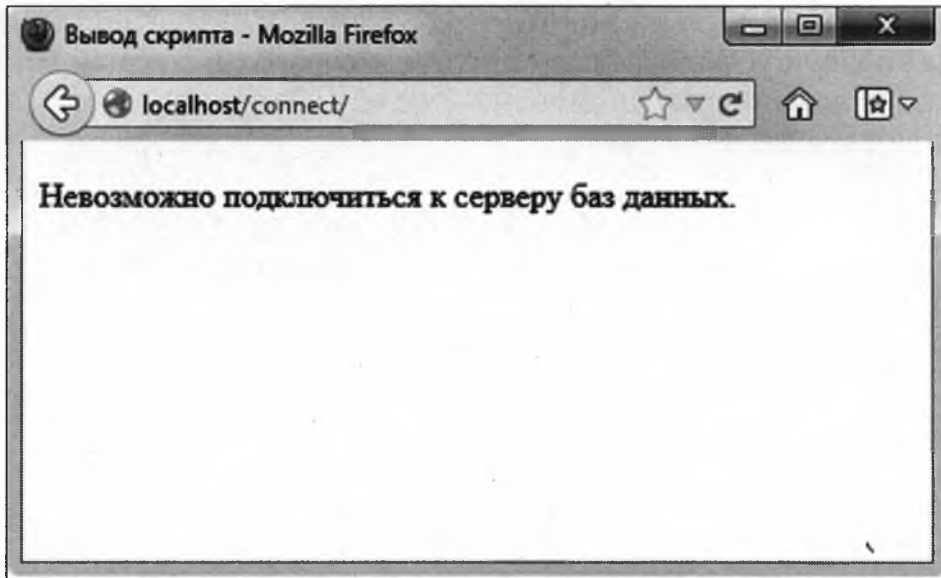 Вывод скрипта - Mozilla Firefox
localhost/connect/
Невозможно подключиться к серверу баз данных.